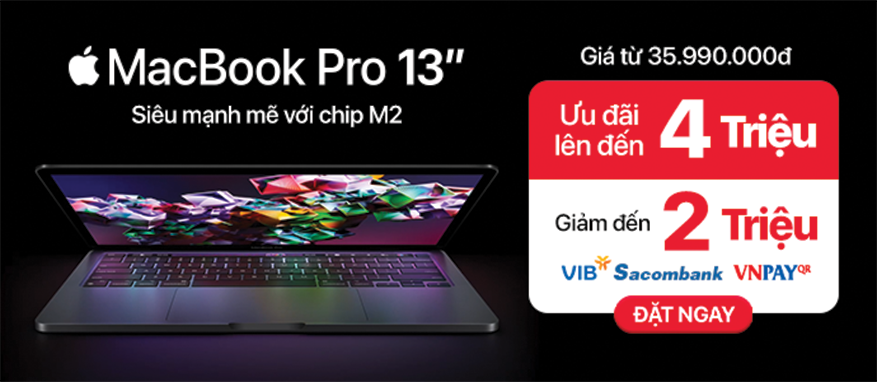 MacBook Pro 13"
Siêu mạnh mẽ với chip M2
Giá từ 35.990.000đ
Ưu đãi
lên đến
4 Triệu
Giảm đến 2 Triệu
VIB Sacombank VNPAYQR
ĐẶT NGAY